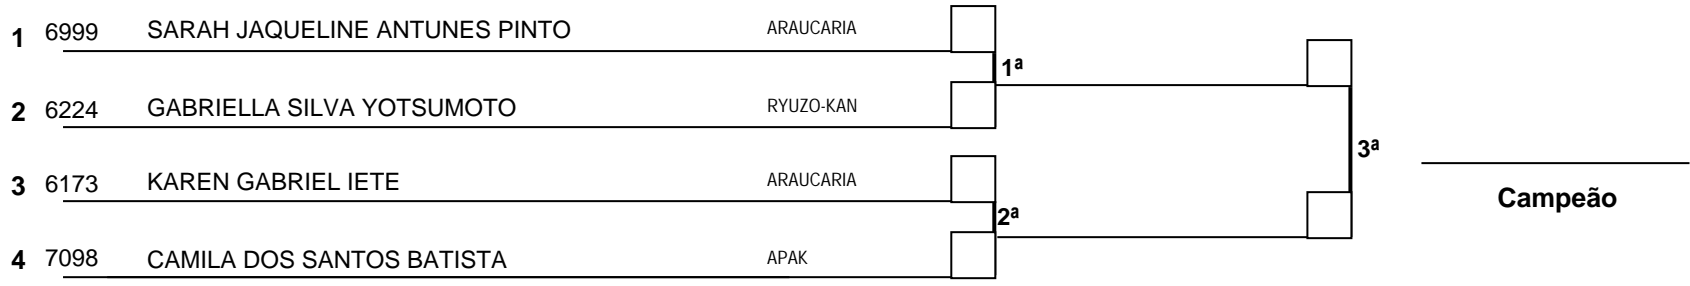 1 6999 SARAH JAQUELINE ANTUNES PINTO ARAUCARIA
1ª
2 6224 GABRIELLA SILVA YOTSUMOTO RYUZO-KAN
3ª
3 6173 KAREN GABRIEL IETE ARAUCARIA
Campeão
2ª
4 7098 CAMILA DOS SANTOS BATISTA APAK